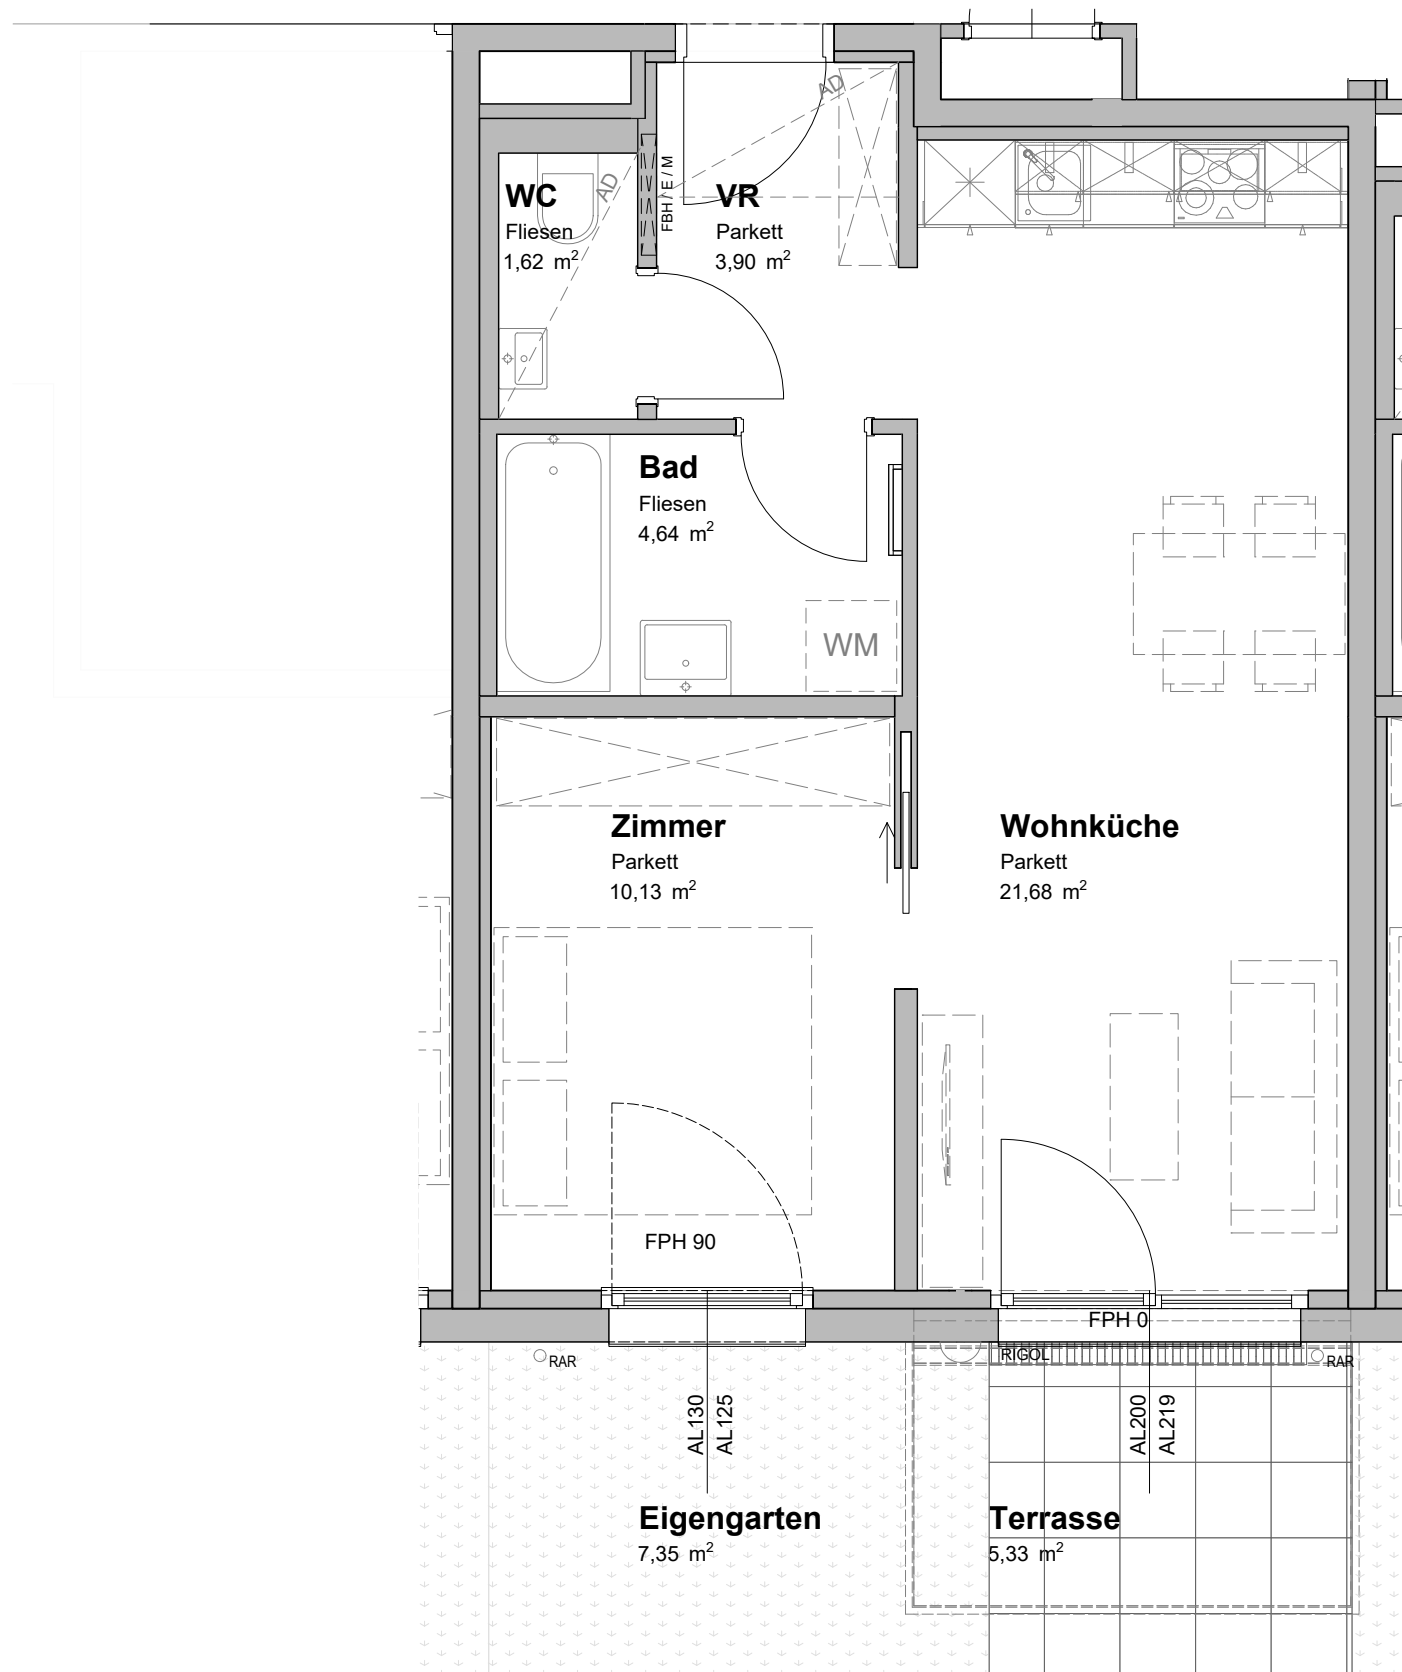 AD
WC
Fliesen
1,62 m²
AD
FBH / E / M
VR
Parkett
3,90 m²
Bad
Fliesen
4,64 m²
WM
Zimmer
Parkett
10,13 m²
Wohnküche
Parkett
21,68 m²
FPH 90
FPH 0
RAR
RIGOL
RAR
AL130
AL125
AL200
AL219
Eigengarten
7,35 m²
Terrasse
5,33 m²